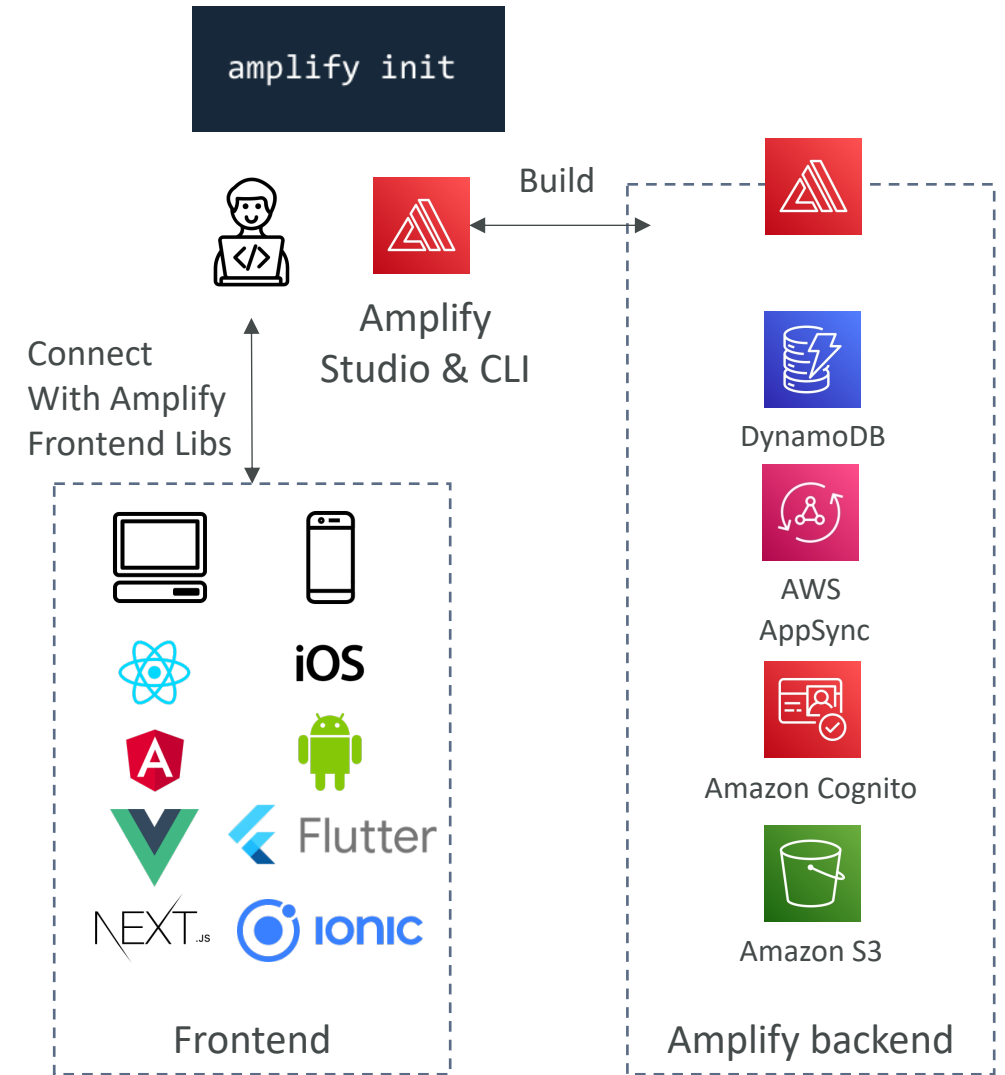 amplify init
Build
Amplify
Studio & CLI
Connect
With Amplify
Frontend Libs
</>
iOS
A
Flutter
NEXT.JS
ionic
Frontend
DynamoDB
AWS
AppSync
Amazon Cognito
Amazon S3
Amplify backend